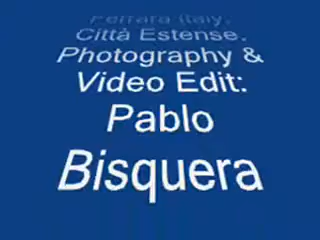 Ferrara Italy.
Città Estense.
Photography &
Video Edit:
Pablo
Bisquera